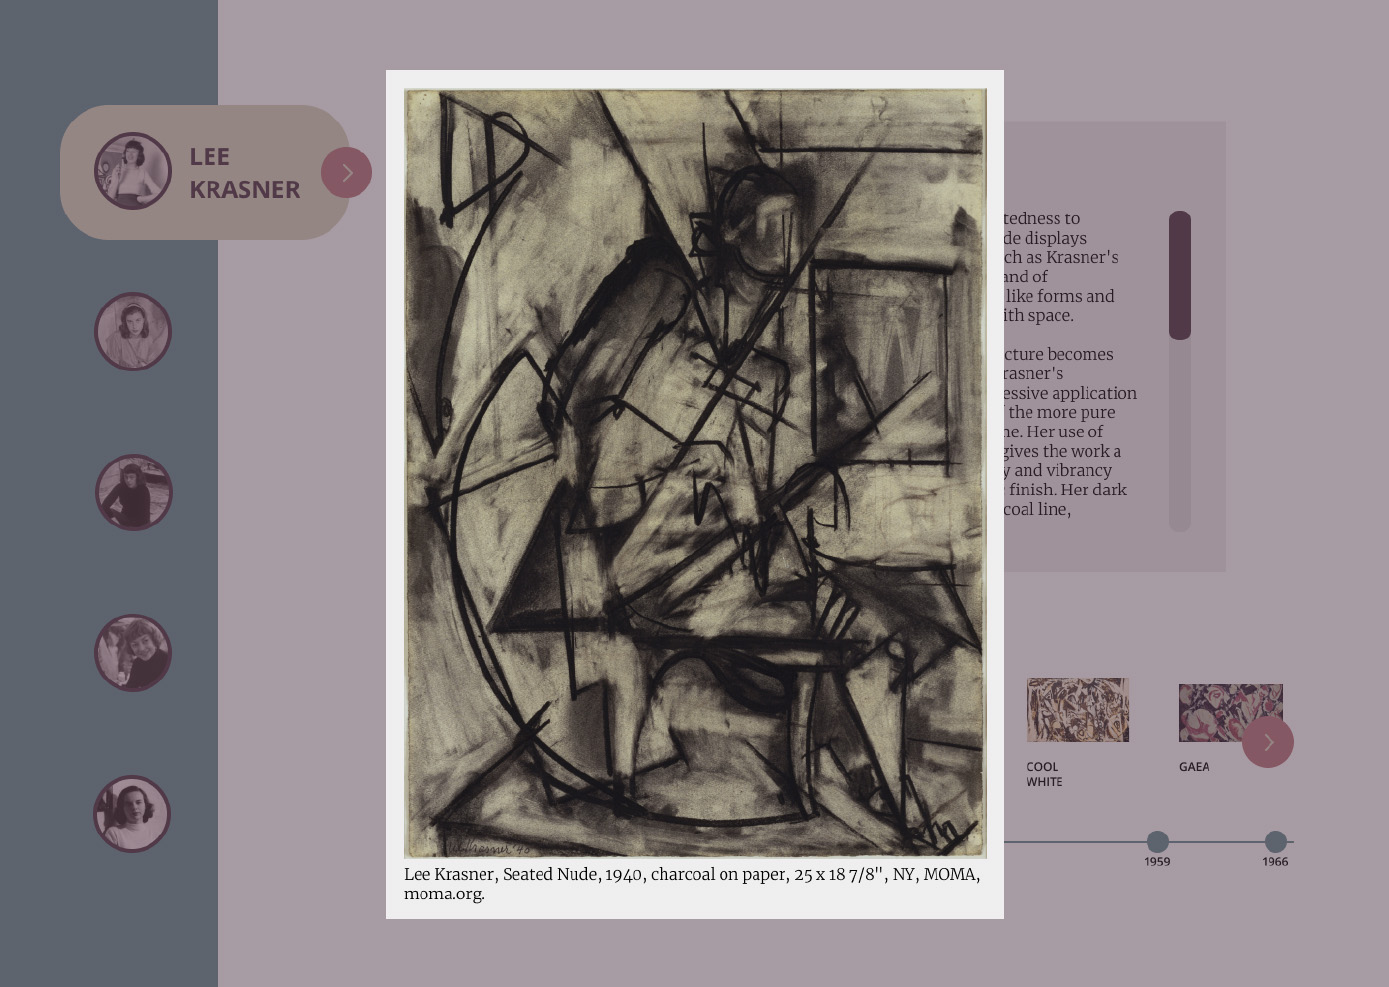 LEE
KRASNER
tedness to
de displays
ch as Krasner's
and of
like forms and
ith space.
cture becomes
rasner's
essive application
the more pure
ne. Her use of
gives the work a
y and vibrancy
finish. Her dark
coal line,
Krasner '40
Lee Krasner, Seated Nude, 1940, charcoal on paper, 25 x 18 7/8", NY, MOMA,
moma.org.
COOL
WHITE
GAEA
1959
1966